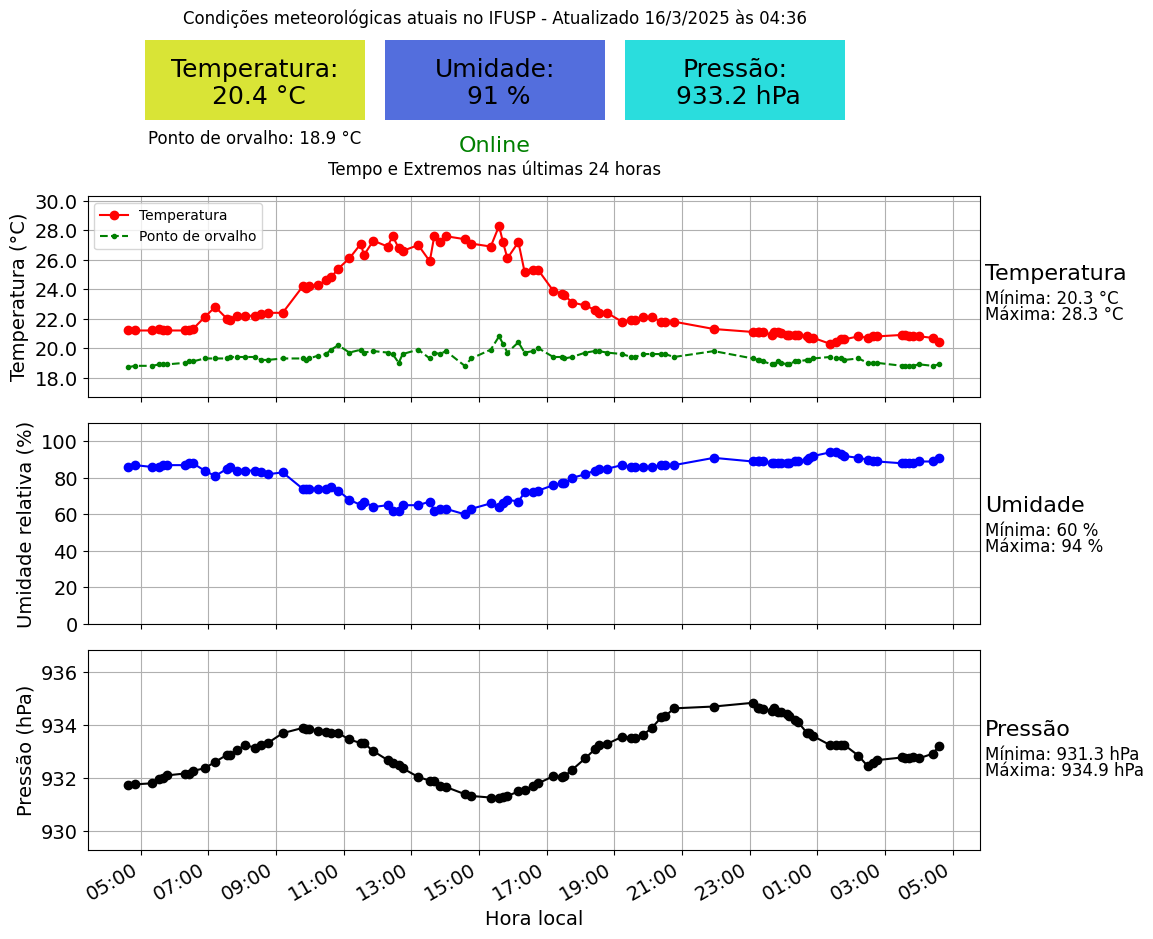 Condições meteorológicas atuais no IFUSP - Atualizado 16/3/2025 às 04:36
Temperatura:
20.4 °C
Umidade:
91 %
Pressão:
933.2 hPa
Ponto de orvalho: 18.9 °C
Online
Tempo e Extremos nas últimas 24 horas
Temperatura (°C)
30.0
28.0
26.0
24.0
22.0
20.0
18.0
Temperatura
Ponto de orvalho
Temperatura
Mínima: 20.3 °C
Máxima: 28.3 °C
Umidade relativa (%)
100
80
60
40
20
0
Umidade
Mínima: 60 %
Máxima: 94 %
Pressão (hPa)
936
934
932
930
Pressão
Mínima: 931.3 hPa
Máxima: 934.9 hPa
05:00 07:00 09:00 11:00 13:00 15:00 17:00 19:00 21:00 23:00 01:00 03:00 05:00
Hora local